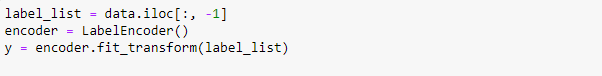 label_list = data.iloc[:, -1]
encoder = LabelEncoder()
y = encoder.fit_transform(label_list)